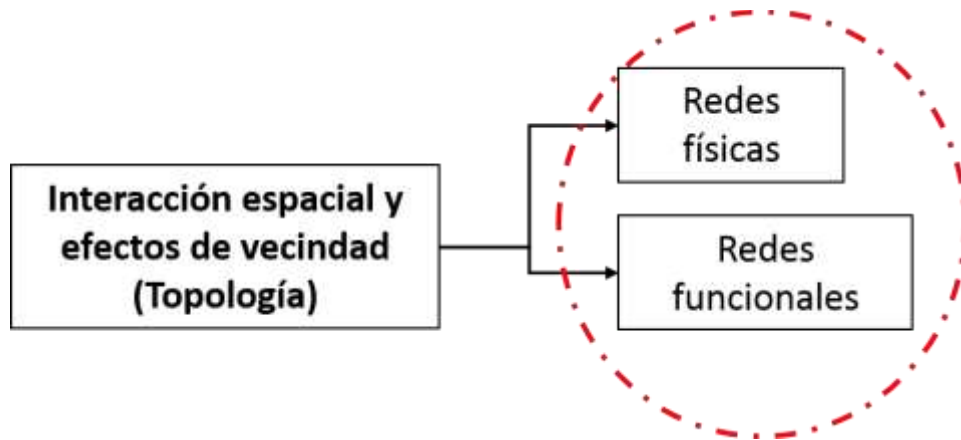 Interacción espacial y
efectos de vecindad
(Topología)
Redes
físicas
Redes
funcionales